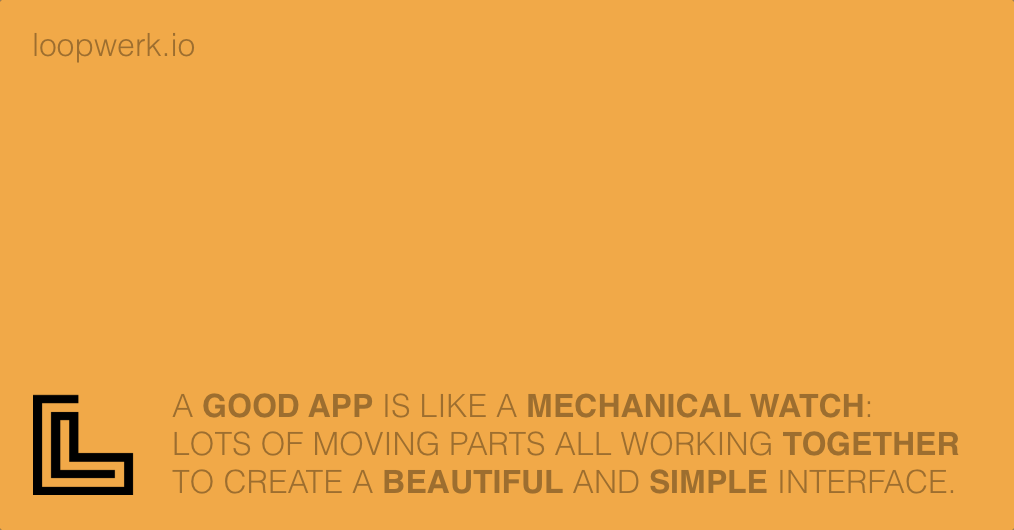 loopwerk.io
A GOOD APP IS LIKE A MECHANICAL WATCH:
LOTS OF MOVING PARTS ALL WORKING TOGETHER
TO CREATE A BEAUTIFUL AND SIMPLE INTERFACE.